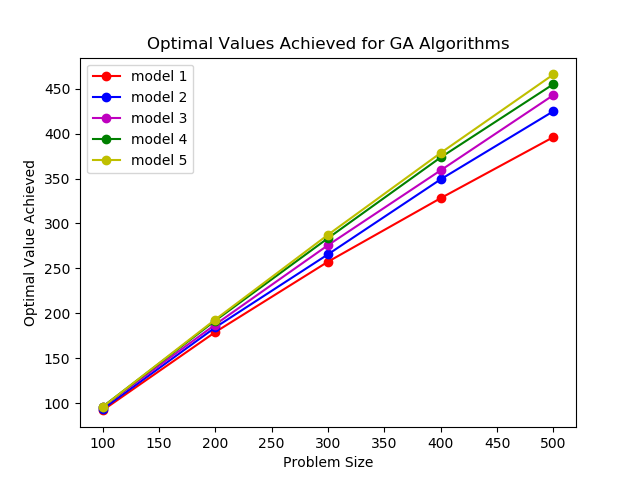 Optimal Values Achieved for GA Algorithms
model 1
model 2
model 3
model 4
model 5
Optimal Value Achieved
450
400
350
300
250
200
150
100
100 150 200 250 300 350 400 450 500
Problem Size